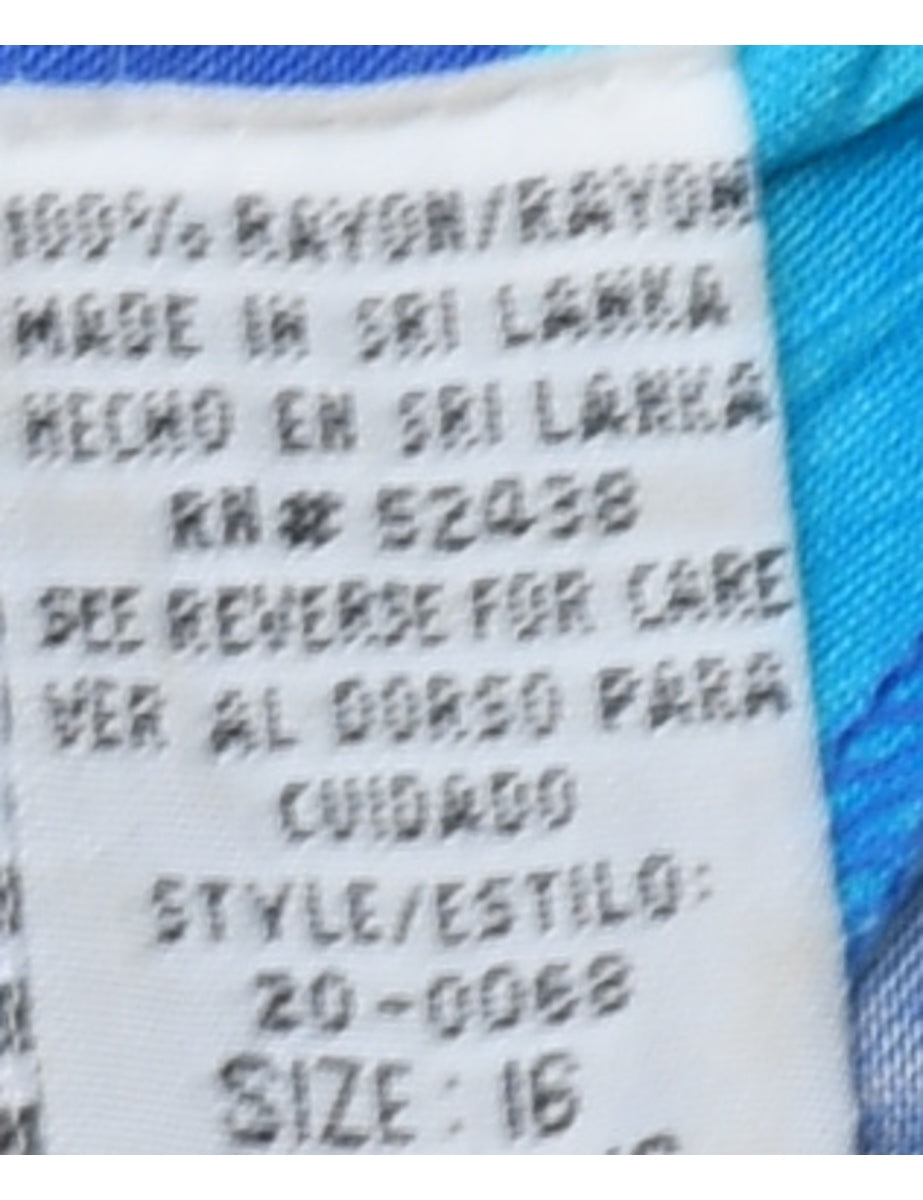 100% RAYON/RAYON
MADE IN SRI LANKA
HECHO EN SRI LANKA
RN# 52438
SEE REVERSE FOR CARE
VER AL DORSO PARA
CUIDADO
STYLE/ESTILO:
20-0068
SIZE: 16